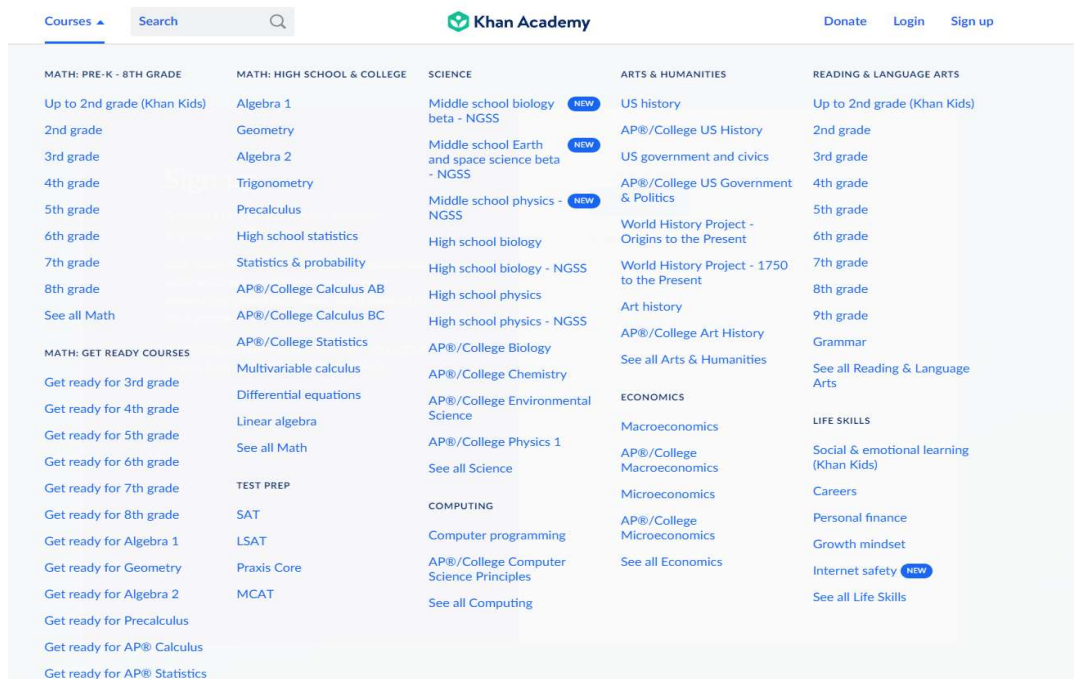 Courses
Search
Khan Academy
Donate
Login
Sign up
MATH: PRE-K - 8TH GRADE
Up to 2nd grade (Khan Kids)
2nd grade
3rd grade
4th grade
5th grade
6th grade
7th grade
8th grade
See all Math
MATH: GET READY COURSES
Get ready for 3rd grade
Get ready for 4th grade
Get ready for 5th grade
Get ready for 6th grade
Get ready for 7th grade
Get ready for 8th grade
Get ready for Algebra 1
Get ready for Geometry
Get ready for Algebra 2
Get ready for Precalculus
Get ready for AP® Calculus
Get ready for AP® Statistics
MATH: HIGH SCHOOL & COLLEGE
Algebra 1
Geometry
Algebra 2
Trigonometry
Precalculus
High school statistics
Statistics & probability
AP®/College Calculus AB
AP®/College Calculus BC
AP®/College Statistics
Multivariable calculus
Differential equations
Linear algebra
See all Math
TEST PREP
SAT
LSAT
Praxis Core
MCAT
SCIENCE
Middle school biology NEW
beta - NGSS
Middle school Earth NEW
and space science beta
- NGSS
Middle school physics - NEW
NGSS
High school biology
High school biology - NGSS
High school physics
High school physics - NGSS
AP®/College Biology
AP®/College Chemistry
AP®/College Environmental
Science
AP®/College Physics 1
See all Science
COMPUTING
Computer programming
AP®/College Computer
Science Principles
See all Computing
ARTS & HUMANITIES
US history
AP®/College US History
US government and civics
AP®/College US Government
& Politics
World History Project -
Origins to the Present
World History Project - 1750
to the Present
Art history
AP®/College Art History
See all Arts & Humanities
ECONOMICS
Macroeconomics
AP®/College
Macroeconomics
Microeconomics
AP®/College
Microeconomics
See all Economics
READING & LANGUAGE ARTS
Up to 2nd grade (Khan Kids)
2nd grade
3rd grade
4th grade
5th grade
6th grade
7th grade
8th grade
9th grade
Grammar
See all Reading & Language
Arts
LIFE SKILLS
Social & emotional learning
(Khan Kids)
Careers
Personal finance
Growth mindset
Internet safety NEW
See all Life Skills